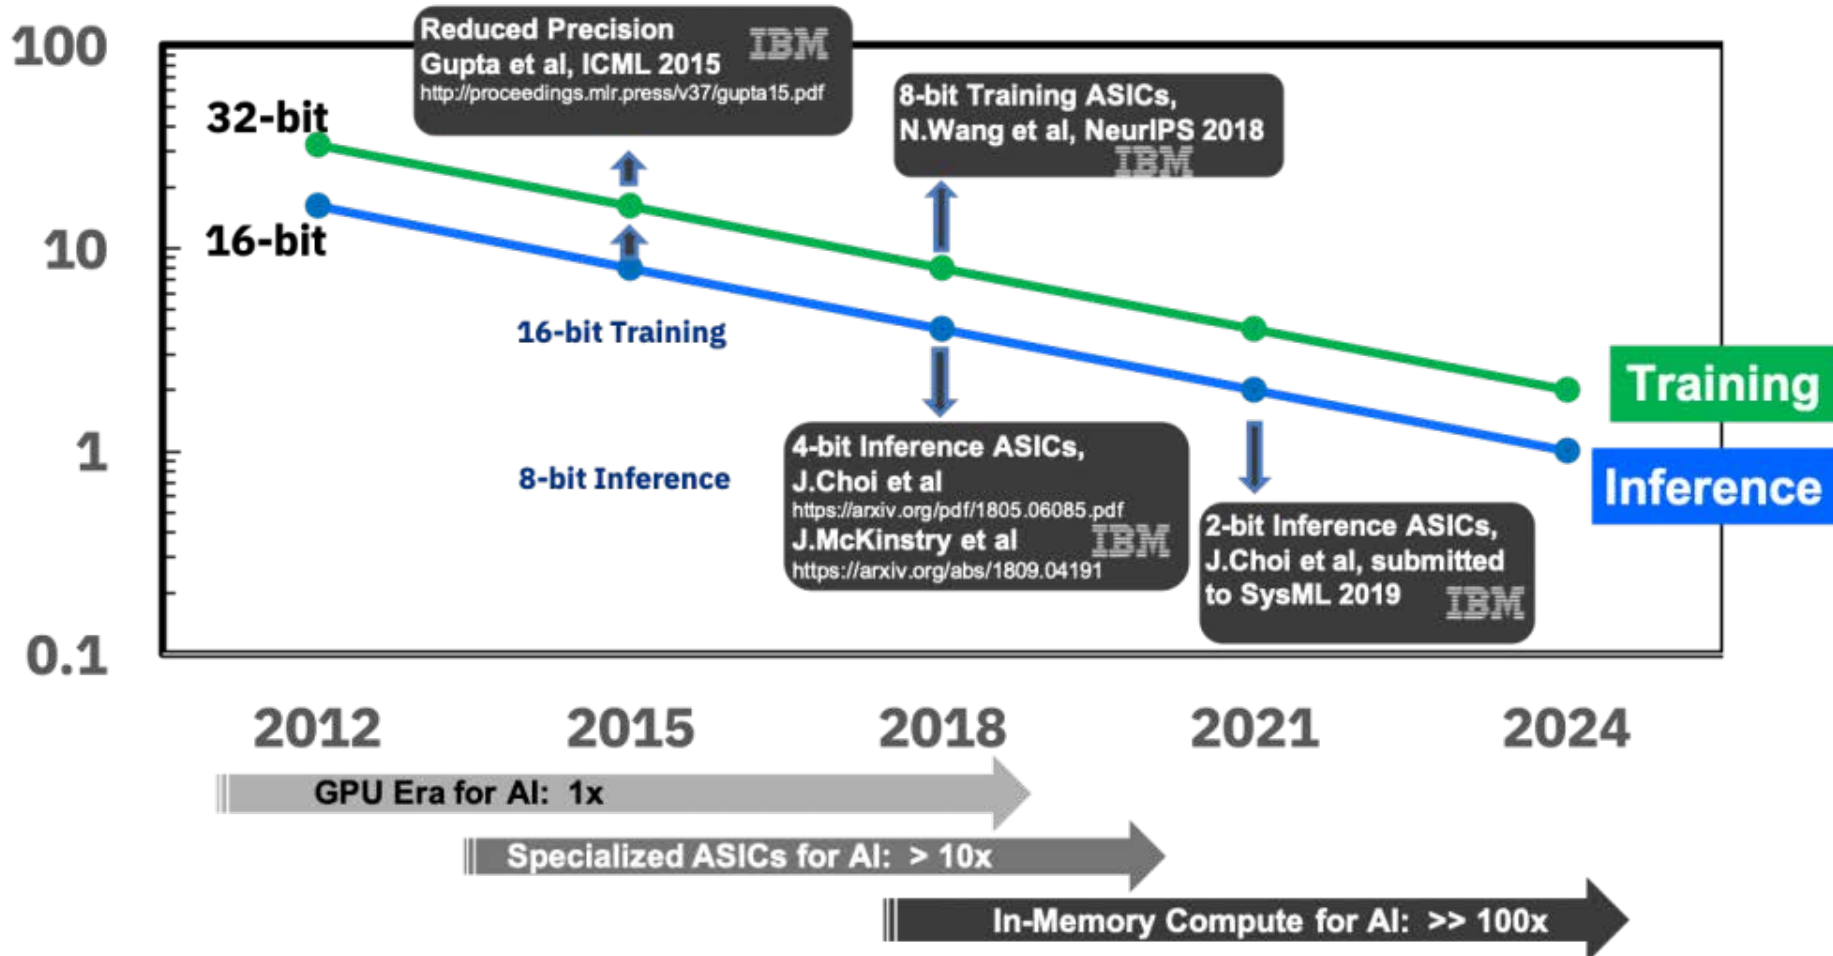 100
10
1
0.1
32-bit
16-bit
Reduced Precision
Gupta et al, ICML 2015
http://proceedings.mlr.press/v37/gupta15.pdf
IBM
8-bit Training ASICs,
N.Wang et al, NeurIPS 2018
IBM
16-bit Training
8-bit Inference
4-bit Inference ASICs,
J.Choi et al
https://arxiv.org/pdf/1805.06085.pdf
J.McKinstry et al
https://arxiv.org/abs/1809.04191
IBM
2-bit Inference ASICs,
J.Choi et al, submitted
to SysML 2019
IBM
Training
Inference
2012 2015 2018 2021 2024
GPU Era for AI: 1x
Specialized ASICs for AI: > 10x
In-Memory Compute for AI: >> 100x